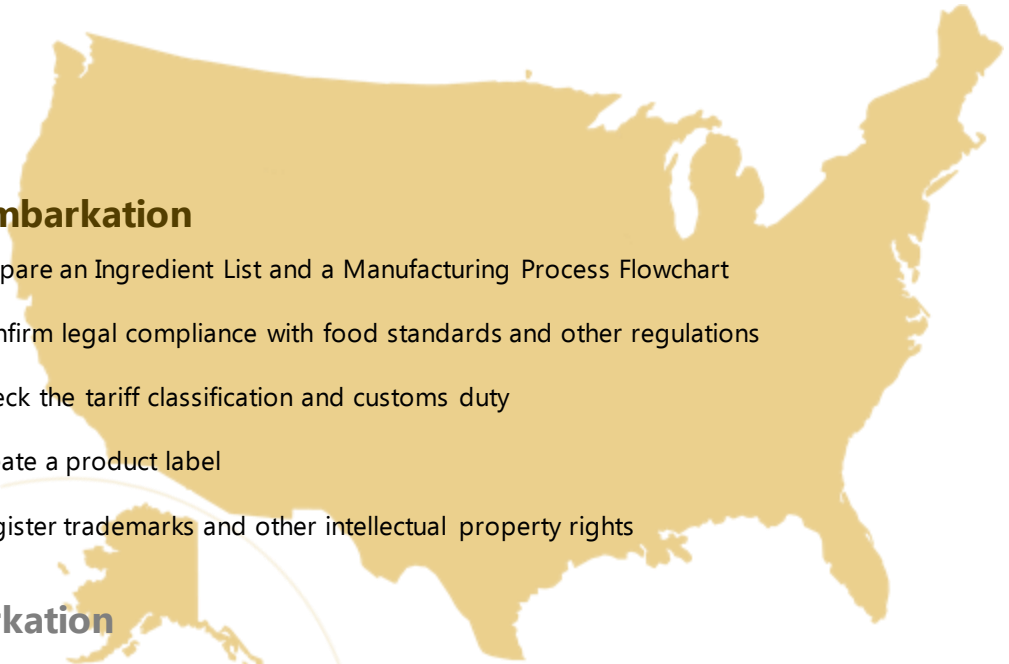 mbarkation
pare an Ingredient List and a Manufacturing Process Flowchart
nfirm legal compliance with food standards and other regulations
eck the tariff classification and customs duty
ate a product label
gister trademarks and other intellectual property rights
rkation